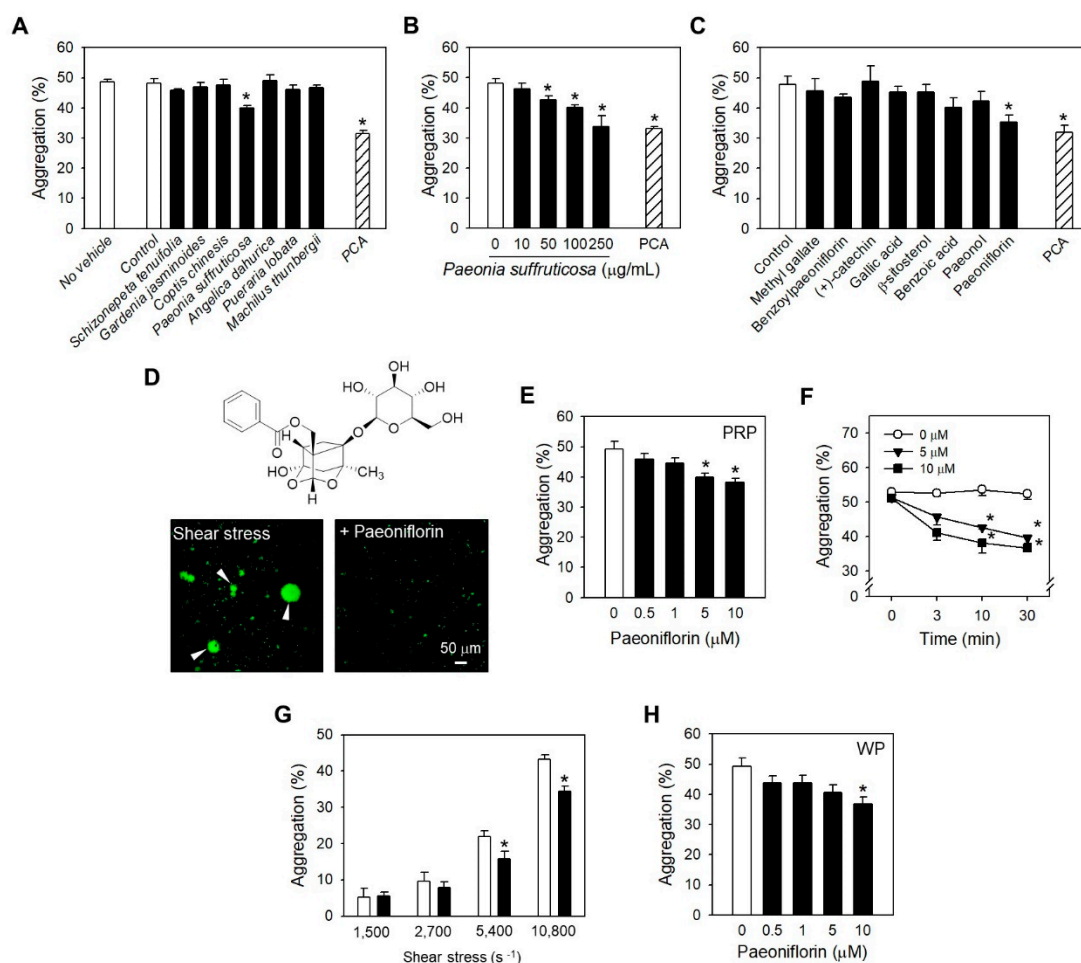 A
60
50
40
30
20
10
0
Aggregation (%)
*
*
No vehicle
Control
Schizonepeta tenuifolia
Gardenia jasminoides
Coptis chinesis
Paeonia suffruticosa
Angelica dahurica
Pueraria lobata
Machilus thunbergii
PCA
B
60
50
40
30
20
10
0
Aggregation (%)
*
*
*
*
0 10 50 100 250 PCA
Paeonia suffruticosa (μg/mL)
C
60
50
40
30
20
10
0
Aggregation (%)
*
*
Control
Methyl gallate
Benzoylpaeoniflorin
(+)-catechin
Gallic acid
β-sitosterol
Benzoic acid
Paeonol
Paeoniflorin
PCA
D
OH
HO
OH
O
OH
O
O
O
H
HO
CH3
O
O
H
Shear stress
+ Paeoniflorin
50 μm
E
PRP
60
50
40
30
20
10
0
Aggregation (%)
*
*
0 0.5 1 5 10
Paeoniflorin (μM)
F
70
60
50
40
30
0
Aggregation (%)
0 μM
5 μM
10 μM
*
*
*
*
0 3 10 30
Time (min)
G
50
40
30
20
10
0
Aggregation (%)
*
*
1,500 2,700 5,400 10,800
Shear stress (s -1)
H
WP
60
50
40
30
20
10
0
Aggregation (%)
*
0 0.5 1 5 10
Paeoniflorin (μM)